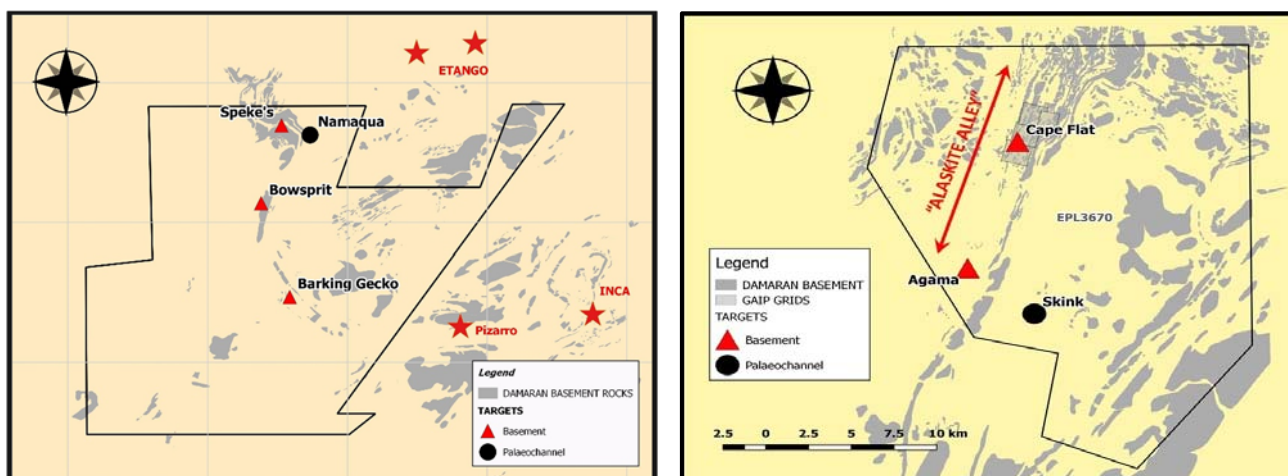 ETANGO
Speke's
Namaqua
Bowsprit
Barking Gecko
INCA
Pizarro
Legend
DAMARAN BASEMENT ROCKS
TARGETS
Basement
Palaeochannel
"ALASKITE ALLEY"
Cape Flat
EPL3670
Agama
Skink
Legend
DAMARAN BASEMENT
GAIP GRIDS
TARGETS
Basement
Palaeochannel
2.5 0 2.5 5 7.5 10 km